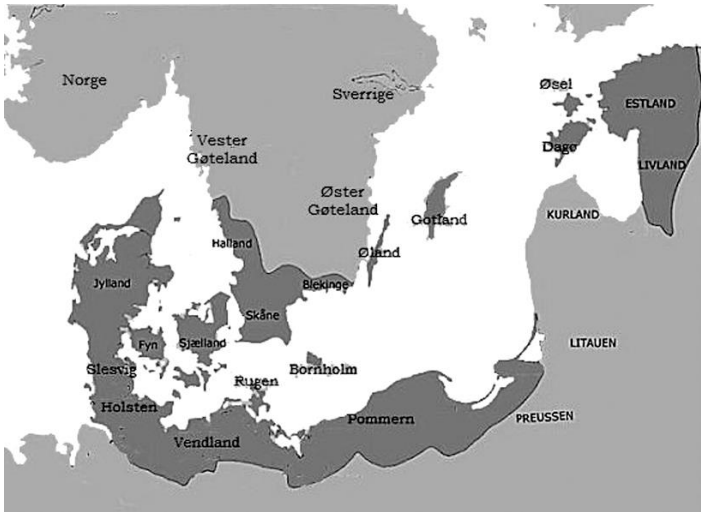 Norge
Sverrige
Øsel
ESTLAND
Vester
Gøteland
Dagø
LIVLAND
Øster
Gøteland
Gotland
KURLAND
Halland
Øland
Jylland
Blekinge
Skåne
Fyn
Sjælland
LITAUEN
Slesvig
Bornholm
Rugen
Holsten
Pommern
PREUSSEN
Vendland